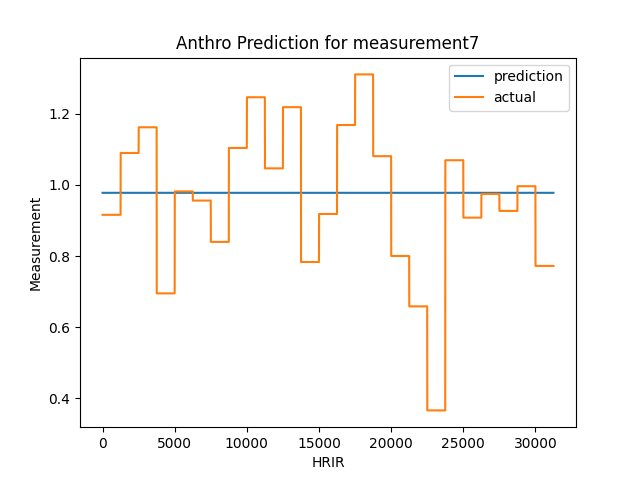 Anthro Prediction for measurement7
prediction
actual
Measurement
1.2
1.0
0.8
0.6
0.4
0 5000 10000 15000 20000 25000 30000
HRIR